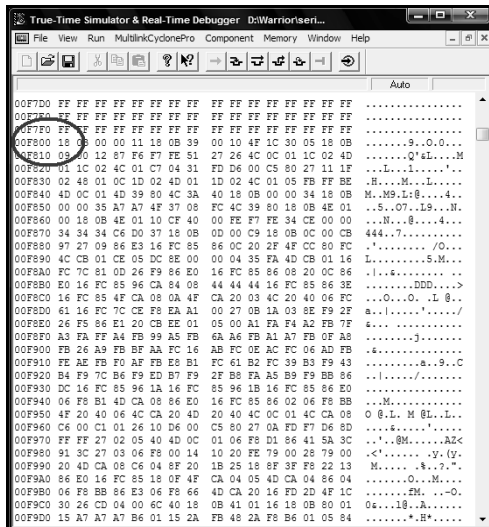 True-Time Simulator & Real-Time Debugger D:\Warrior\seri...
File View Run MultilinkCyclonePro Component Memory Window Help
Auto
00F7D0 FF FF FF FF FF FF FF FF FF FF FF FF FF FF FF FF ................
00F7E0 FF FF FF FF FF FF FF FF FF FF FF FF FF FF FF FF ................
00F7F0 FF FF FF FF FF FF FF FF FF FF FF FF FF FF FF FF ................
00F800 18 0B 00 00 11 18 0B 39 00 10 4F 1C 30 05 18 0B .......9..O.0...
00F810 09 00 12 87 F6 F7 FE 51 27 26 4C 0C 01 1C 02 4D .......Q'&L....M
00F820 01 1C 02 4C 01 C7 04 31 FD D6 00 C5 80 27 11 1F ...L...1.....'..
00F830 02 48 01 0C 1D 02 4D 01 1D 02 4C 01 05 FB FF BE .H....M...L.....
00F840 4D 0C 01 4D 39 80 4C 3A 40 18 0B 00 00 34 18 0B M..M9.L:@....4..
00F850 00 00 35 A7 A7 4F 37 08 FC 4C 39 80 18 0B 4E 01 ..5..O7..L9...N.
00F860 00 18 0B 4E 01 10 CF 40 00 FE F7 FE 34 CE 00 00 ...N...@....4...
00F870 34 34 34 C6 D0 37 18 0B 0D 00 C9 18 0B 0C 00 CB 444..7..........
00F880 97 27 09 86 E3 16 FC 85 86 0C 20 2F 4F CC 80 FC .'........ /O...
00F890 4C CB 01 CE 05 DC 8E 00 00 04 35 FA 4D CB 01 16 L.........5.M...
00F8A0 FC 7C 81 0D 26 F9 86 E0 16 FC 85 86 08 20 0C 86 .|..&........ ..
00F8B0 E0 16 FC 85 96 CA 84 08 44 44 44 16 FC 85 86 3E ........DDD....>
00F8C0 16 FC 85 4F CA 08 0A 4F CA 20 03 4C 20 40 06 FC ...O...O. .L @..
00F8D0 61 16 FC 7C CE F8 EA A1 00 27 0B 1A 03 8E F9 2F a..|.....'...../
00F8E0 26 F5 86 E1 20 CB EE 01 05 00 A1 FA F4 A2 FB 7F &... ...........
00F8F0 A3 FA FF A4 FB 99 A5 FB 6A A6 FB A1 A7 FB 0F A8 ........j.......
00F900 FB 26 A9 FB BF AA FC 16 AB FC 0E AC FC 06 AD FB .&..............
00F910 FE AE FB F0 AF FB E8 B1 FC 61 B2 FC 39 B3 F9 43 .........a..9..C
00F920 B4 F9 7C B6 F9 ED B7 F9 2F B8 FA A5 B9 F9 BB 86 ..|...../.......
00F930 DC 16 FC 85 96 1A 16 FC 85 96 1B 16 FC 85 86 E0 ................
00F940 06 F8 B1 4D CA 08 86 E0 16 FC 85 86 02 06 F8 BB ...M............
00F950 4F 20 40 06 4C CA 20 4D 20 40 4C 0C 01 4C CA 08 O @.L. M @L..L..
00F960 C6 00 C1 01 26 10 D6 00 C5 80 27 0A FD F7 D6 8D ....&.....'.....
00F970 FF FF 27 02 05 40 4D 0C 01 06 F8 D1 86 41 5A 3C ..'..@M......AZ<
00F980 91 3C 27 03 06 F8 00 14 10 20 FE 79 00 28 79 00 .<'...... .y.(y.
00F990 20 4D CA 08 C6 04 8F 20 1B 25 18 8F 3F F8 22 13 M..... .%..?.".
00F9A0 86 E0 16 FC 85 18 0F 4F CA 04 05 4D CA 04 86 04 .......O...M....
00F9B0 06 F8 BB 86 E3 06 F8 66 4D CA 20 16 FD 2D 4F 1C .......fM. ..-O.
00F9C0 30 26 CD 04 00 6C 40 18 0B 41 01 16 18 0B 80 01 0&...l@..A......
00F9D0 15 A7 A7 A7 B6 01 15 2A FB 48 2A F8 B6 01 05 84 .......*.H*.....